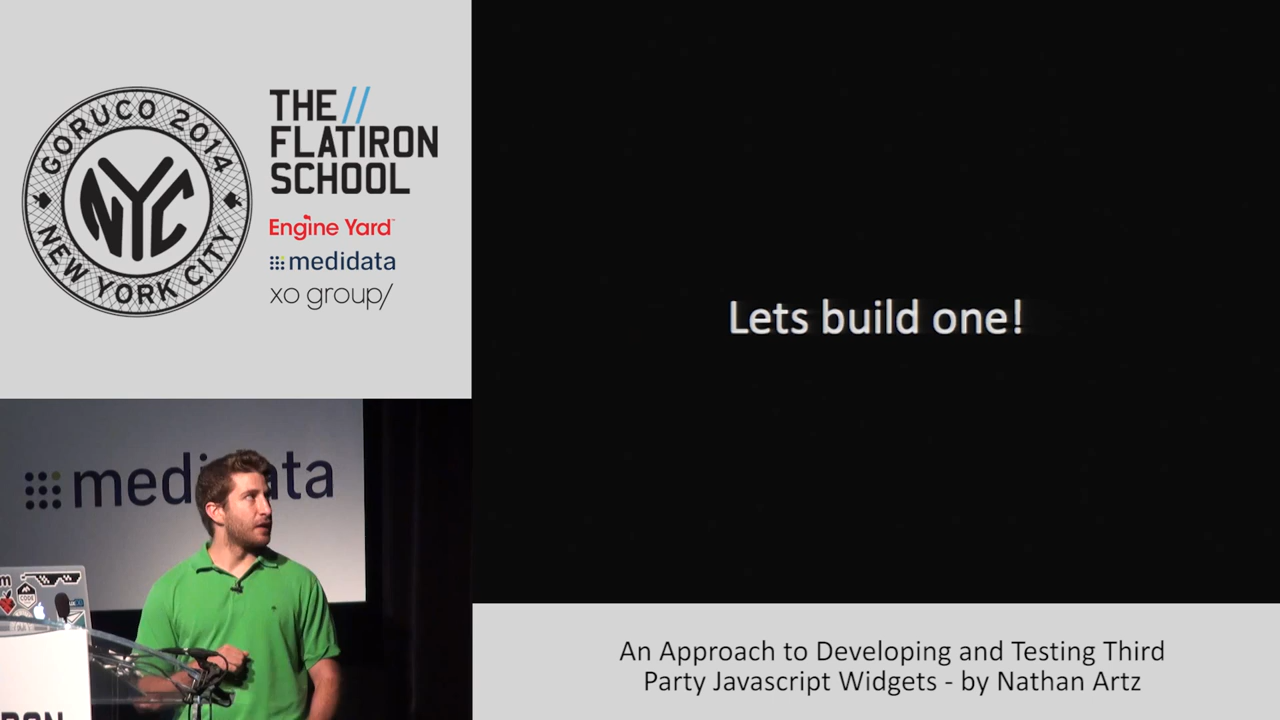 GORUCO 2014
NYC
NEW YORK CITY
THE //
FLATIRON
SCHOOL
Engine Yard
medidata
xo group/
Lets build one!
medidata
CODE
An Approach to Developing and Testing Third
Party Javascript Widgets - by Nathan Artz